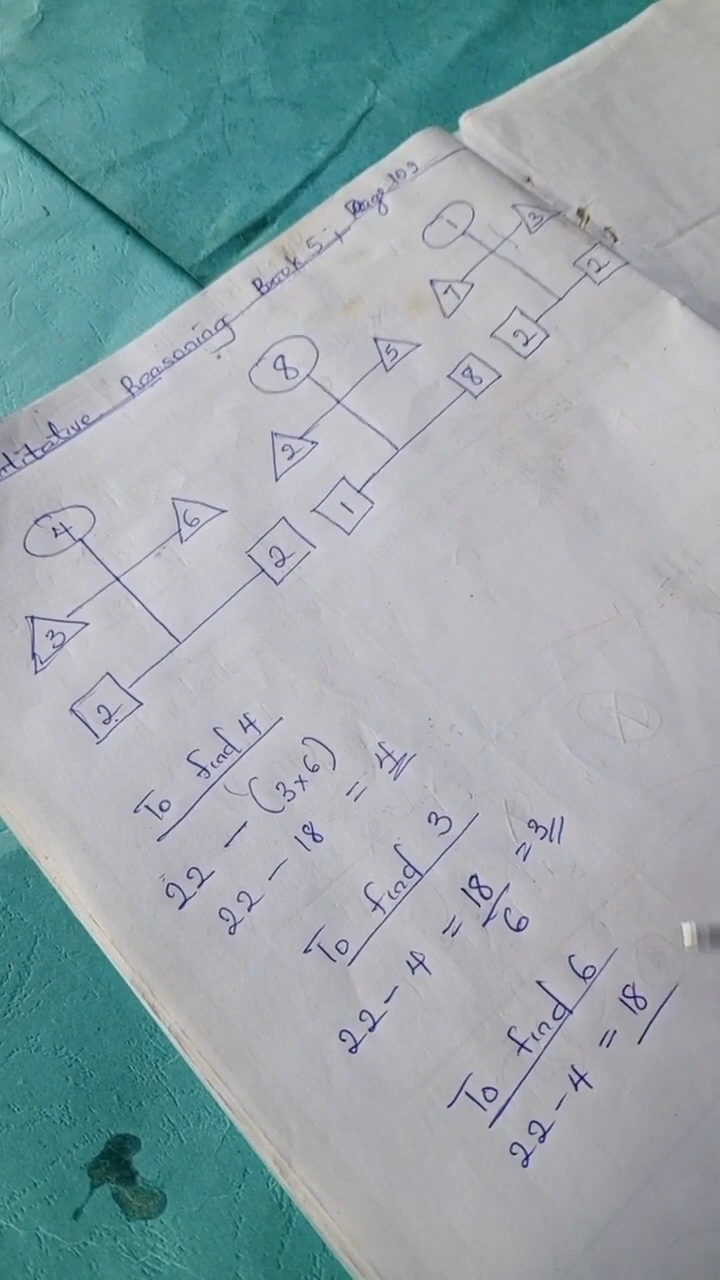 Reasoning Book 5, Page 109
4
3
6
2
2
8
2
5
1
8
1
7
3
2
2
To find 4
22 - (3×6)
22 - 18 = 4
To find 3
22 - 4 = 18/6 = 3
To find 6
22 - 4 = 18